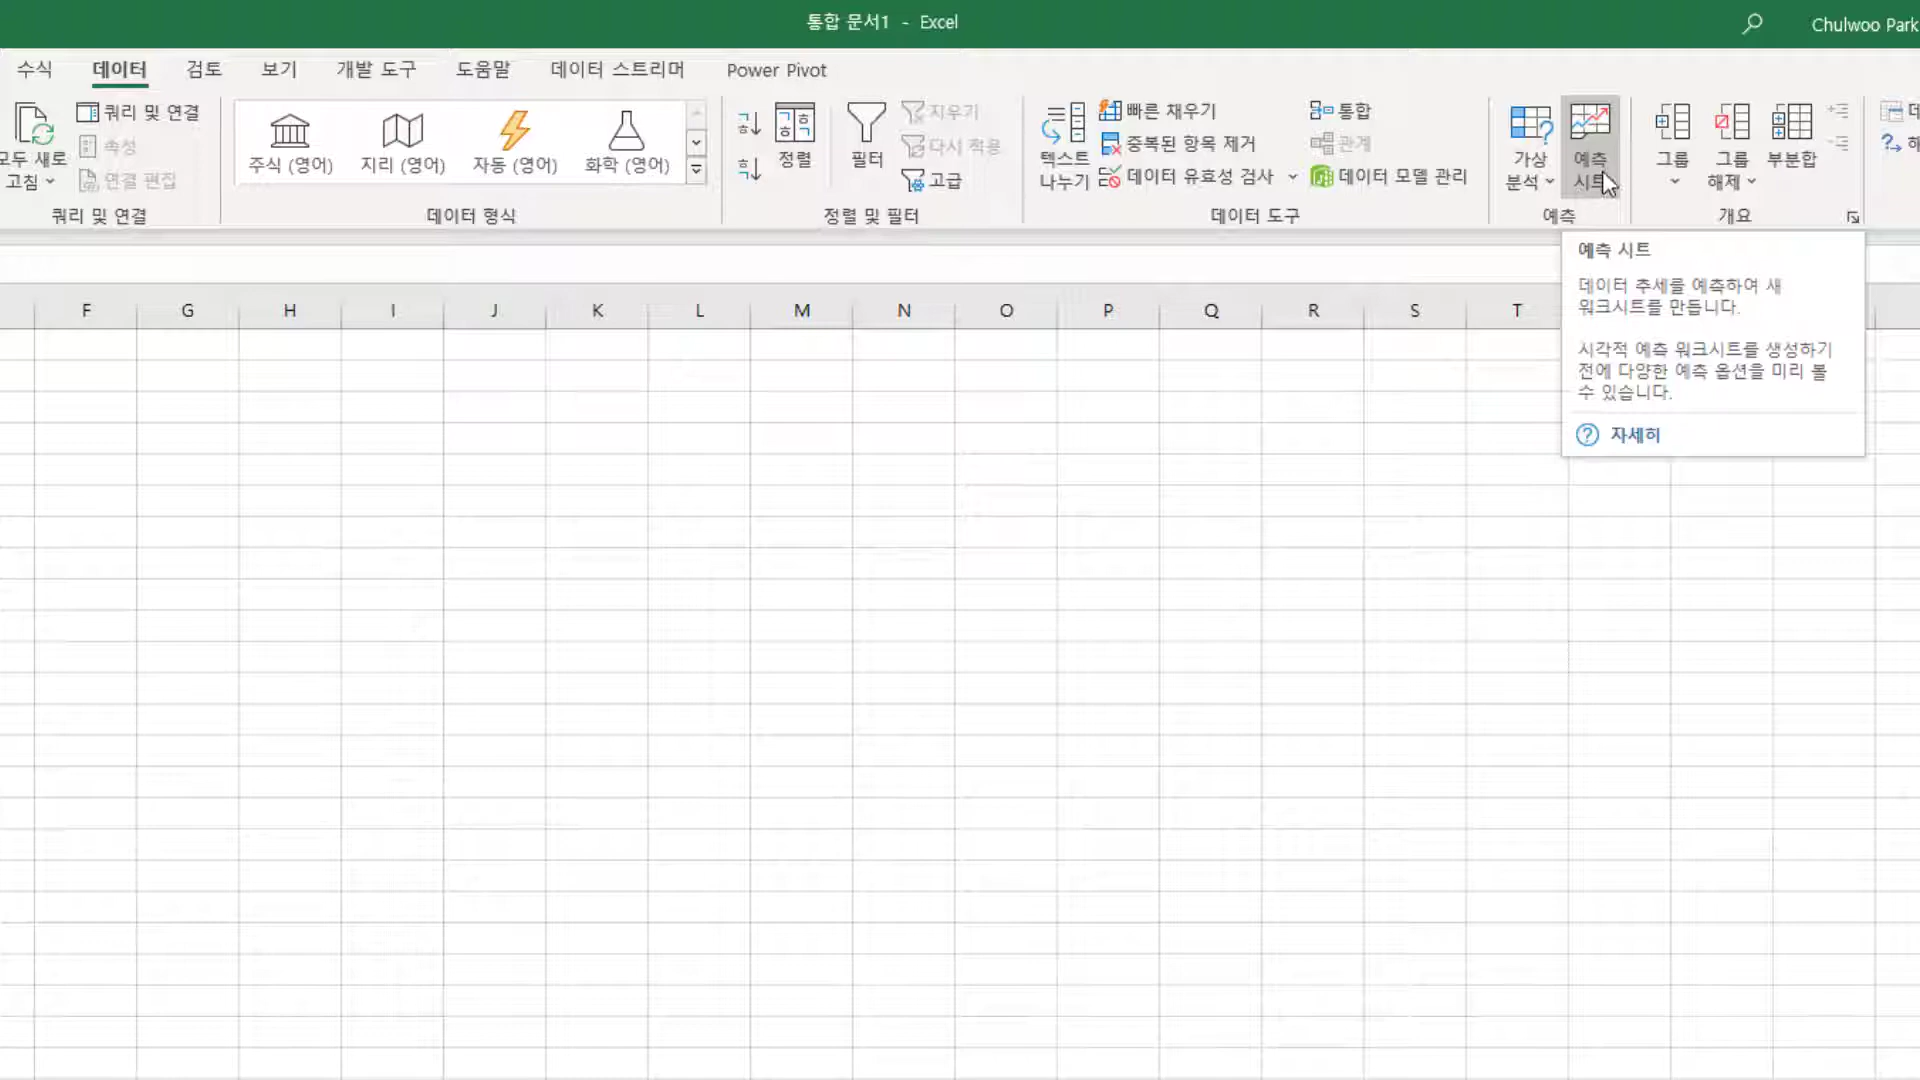 통합 문서1 - Excel
Chulwoo Park
수식 데이터 검토 보기 개발 도구 도움말 데이터 스트리머 Power Pivot
모두 새로
고침
쿼리 및 연결
속성
연결 편집
쿼리 및 연결
주식 (영어) 지리 (영어) 자동 (영어) 화학 (영어)
데이터 형식
정렬
필터
지우기
다시 적용
고급
정렬 및 필터
텍스트
나누기
빠른 채우기
중복된 항목 제거
데이터 유효성 검사
통합
관계
데이터 모델 관리
데이터 도구
가상
분석
예측
예측
그룹
그룹
해제
부분합
개요
예측 시트
데이터 추세를 예측하여 새
워크시트를 만듭니다.
시각적 예측 워크시트를 생성하기
전에 다양한 예측 옵션을 미리 볼
수 있습니다.
자세히
F G H I J K L M N O P Q R S T